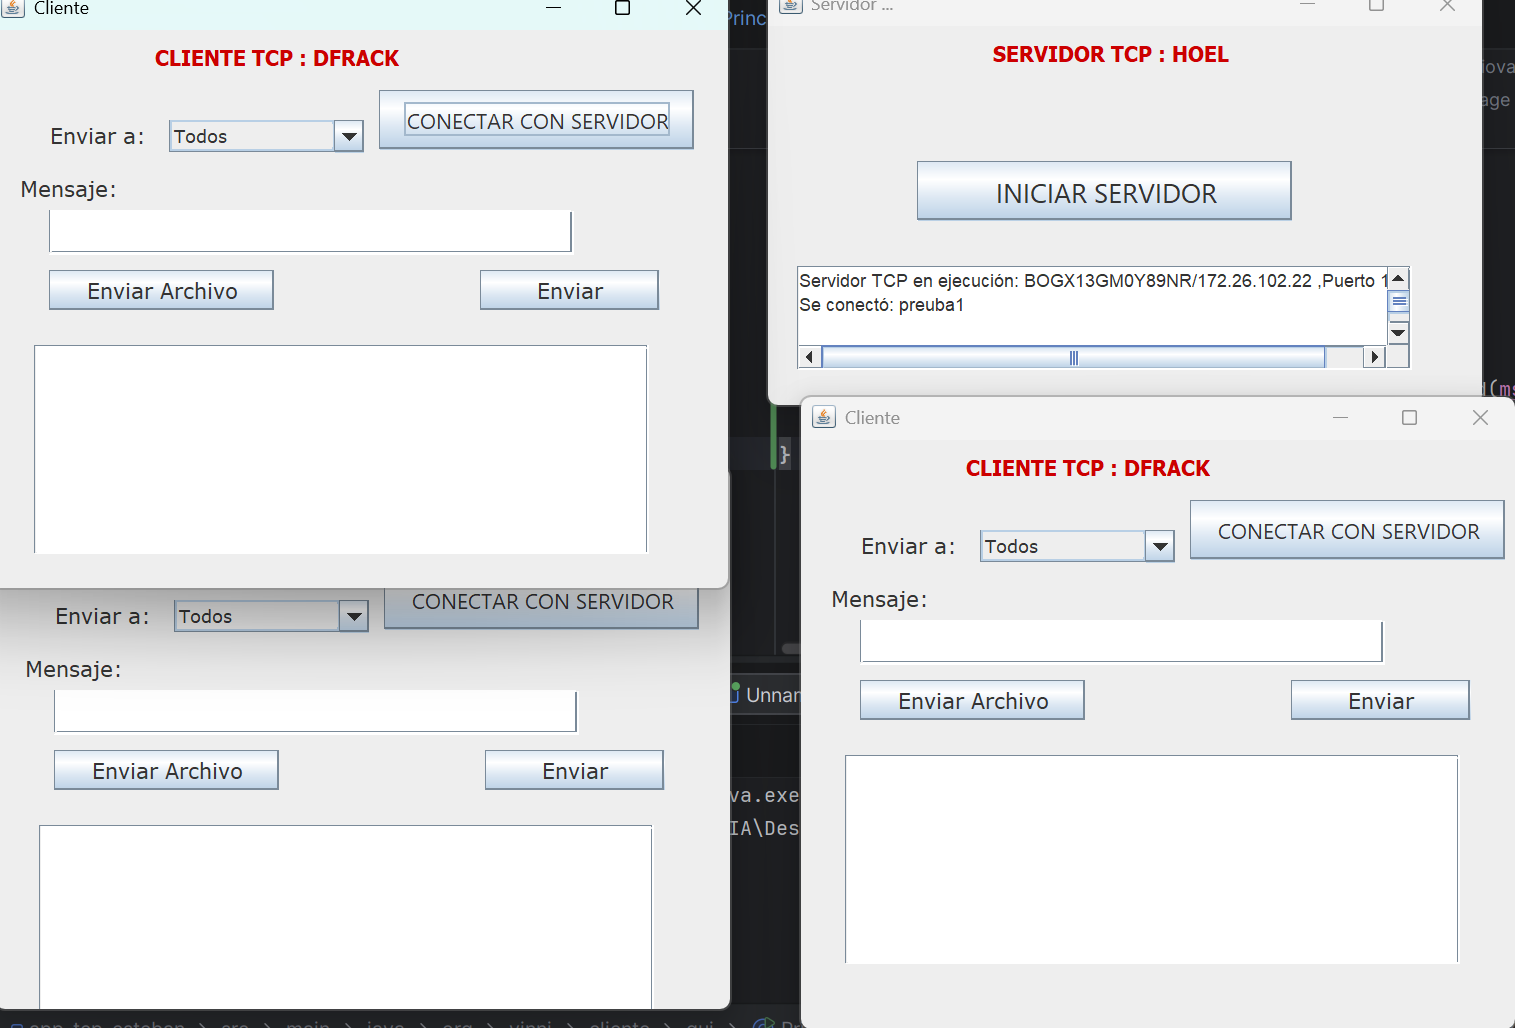 Cliente
CLIENTE TCP : DFRACK
Enviar a:
Todos
CONECTAR CON SERVIDOR
Mensaje:
Enviar Archivo
Enviar
Servidor ...
SERVIDOR TCP : HOEL
INICIAR SERVIDOR
Servidor TCP en ejecución: BOGX13GM0Y89NR/172.26.102.22 ,Puerto 1
Se conectó: preuba1
Cliente
CLIENTE TCP : DFRACK
Enviar a:
Todos
CONECTAR CON SERVIDOR
Mensaje:
Enviar Archivo
Enviar
Enviar a:
Todos
CONECTAR CON SERVIDOR
Mensaje:
Enviar Archivo
Enviar
Princ
age
}
Unnan
va.exe
IA\Des